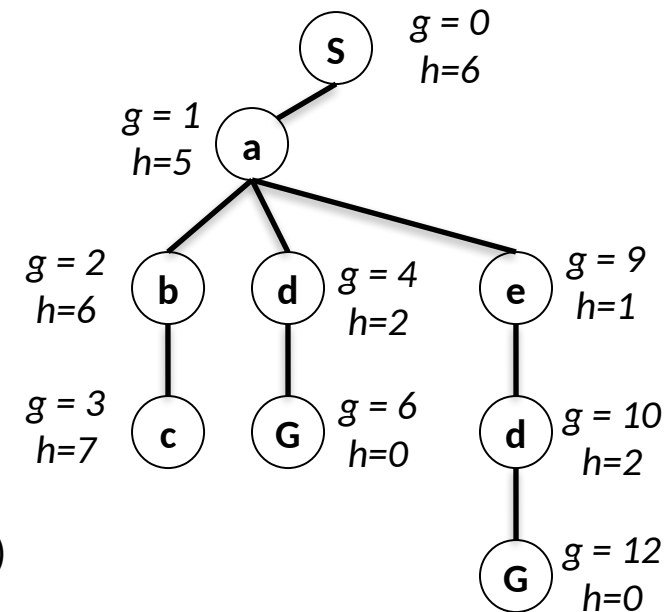 S
g = 0
h=6
g = 1
h=5
a
g = 2
h=6
b
d
g = 4
h=2
e
g = 9
h=1
g = 3
h=7
c
G
g = 6
h=0
d
g = 10
h=2
)
G
g = 12
h=0